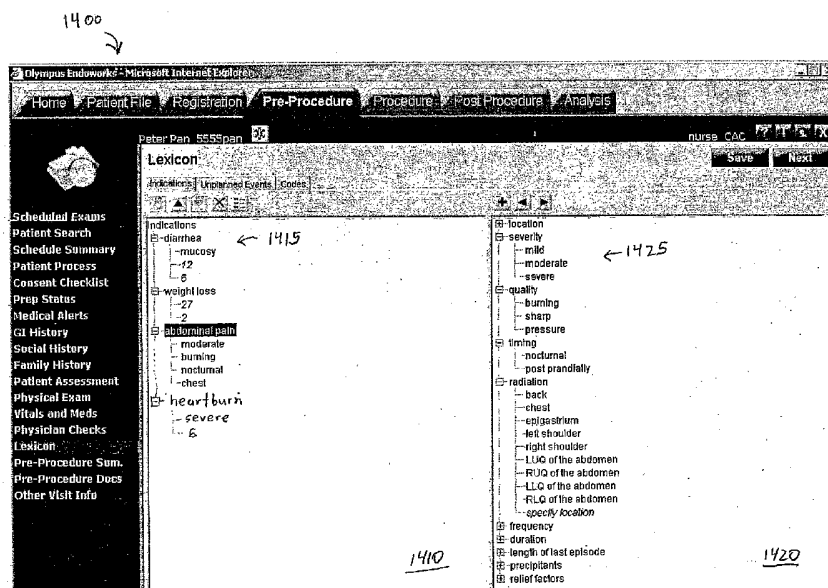 1400
Olympus Endoworks - Microsoft Internet Explorer
Home Patient File Registration Pre-Procedure Procedure Post Procedure Analysis
Peter Pan 5555pan
nurse CAC
Lexicon
Save Next
Indications Unplanned Events Codes
Scheduled Exams
Patient Search
Schedule Summary
Patient Process
Consent Checklist
Prep Status
Medical Alerts
GI History
Social History
Family History
Patient Assessment
Physical Exam
Vitals and Meds
Physician Checks
Lexicon
Pre-Procedure Sum.
Pre-Procedure Docs
Other Visit Info
Indications
diarrhea
1415
mucosy
12
6
weight loss
27
2
abdominal pain
moderate
burning
nocturnal
chest
heartburn
severe
6
1410
location
severity
mild
1425
moderate
severe
quality
burning
sharp
pressure
timing
nocturnal
post prandially
radiation
back
chest
epigastrium
left shoulder
right shoulder
LUQ of the abdomen
RUQ of the abdomen
LLQ of the abdomen
RLQ of the abdomen
specify location
frequency
duration
length of last episode
precipitants
relief factors
1420